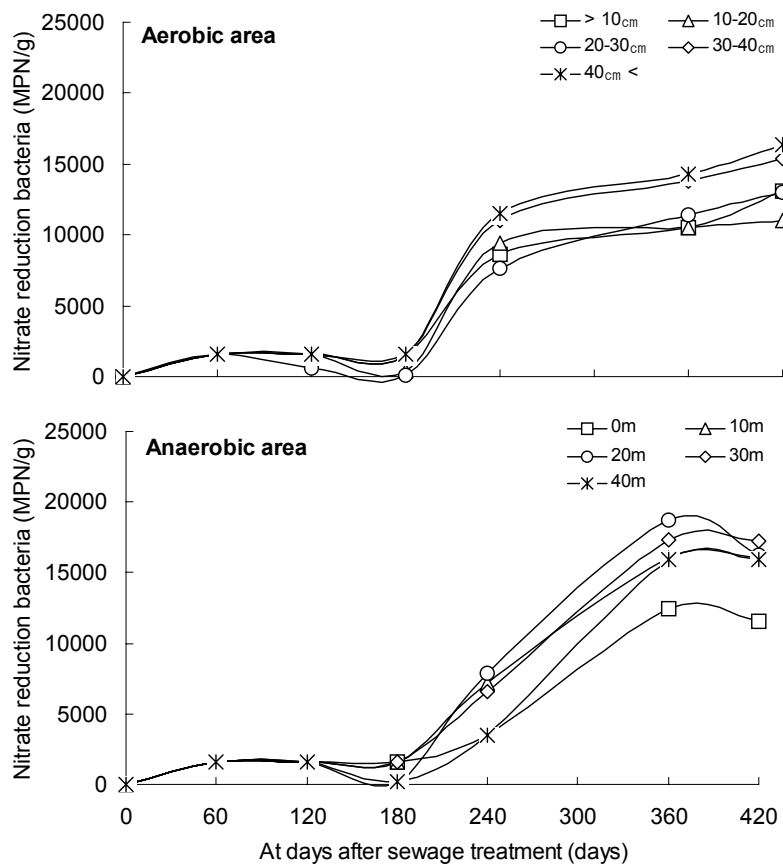 Aerobic area
> 10㎝ 10-20㎝
20-30㎝ 30-40㎝
40㎝ <
Nitrate reduction bacteria (MPN/g)
25000
20000
15000
10000
5000
0
Anaerobic area
0m 10m
20m 30m
40m
Nitrate reduction bacteria (MPN/g)
25000
20000
15000
10000
5000
0
0 60 120 180 240 300 360 420
At days after sewage treatment (days)